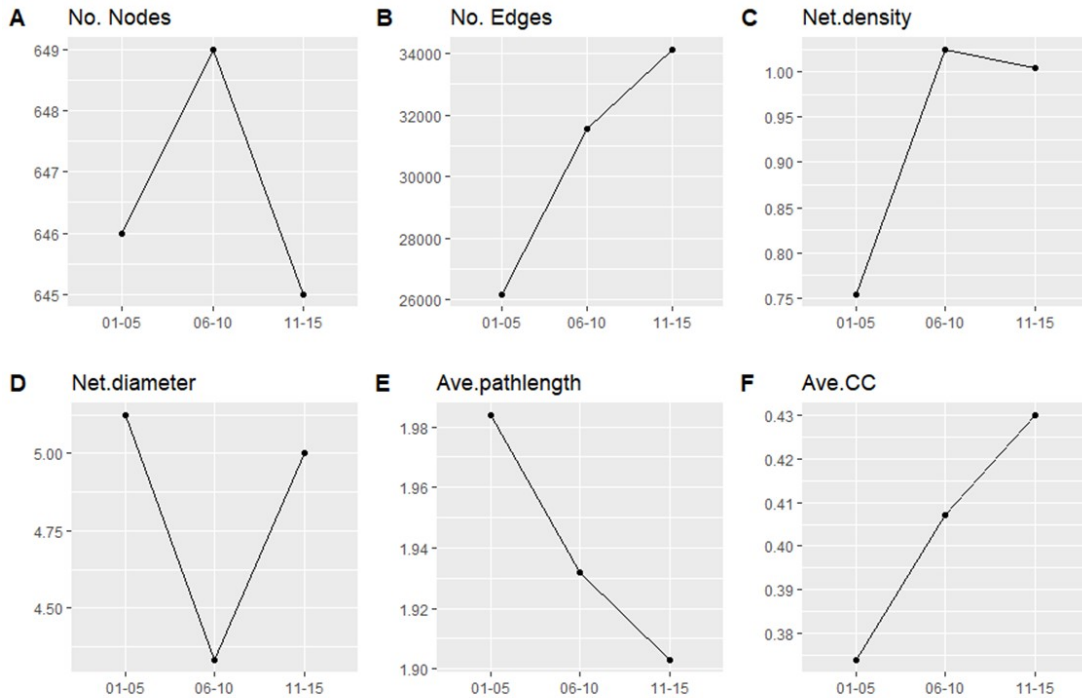 A No. Nodes
649
648
647
646
645
01-05 06-10 11-15
B No. Edges
34000
32000
30000
28000
26000
01-05 06-10 11-15
C Net.density
1.00
0.95
0.90
0.85
0.80
0.75
01-05 06-10 11-15
D Net.diameter
5.00
4.75
4.50
01-05 06-10 11-15
E Ave.pathlength
1.98
1.96
1.94
1.92
1.90
01-05 06-10 11-15
F Ave.CC
0.43
0.42
0.41
0.40
0.39
0.38
01-05 06-10 11-15